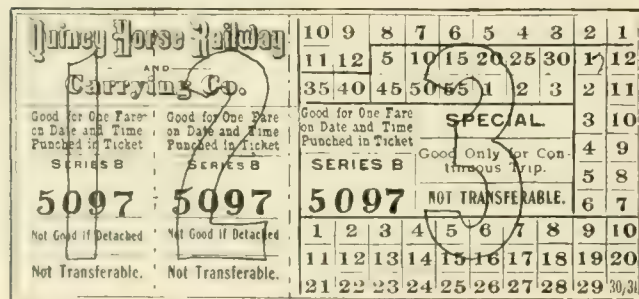 Quincy Horse Railway
AND
Carrying Co.
Good for One Fare
on Date and Time
Punched in Ticket
SERIES B
5097
Not Good if Detached
Not Transferable.
1
Good for One Fare
on Date and Time
Punched in Ticket
SERIES B
5097
Not Good if Detached
Not Transferable.
2
10 9 8 7 6 5 4 3 2 1
11 12 5 10 15 20 25 30 12
35 40 45 50 55 1 2 3 2 11
Good for One Fare
on Date and Time
Punched in Ticket
SERIES B
5097
SPECIAL.
Good Only for Con-
tinuous Trip.
NOT TRANSFERABLE.
3
3 10
4 9
5 8
6 7
1 2 3 4 5 6 7 8 9 10
11 12 13 14 15 16 17 18 19 20
21 22 23 24 25 26 27 28 29 30,31